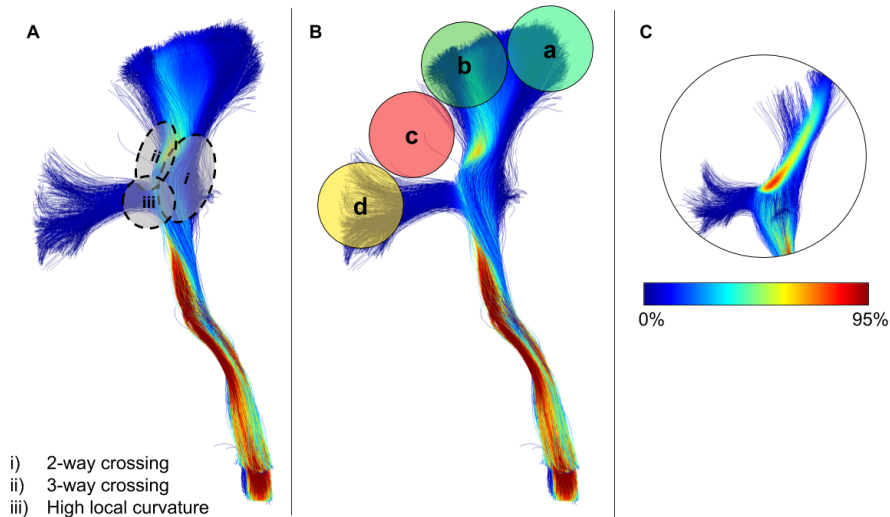 A
B
C
a
b
c
d
ii
i
iii
0%
95%
i) 2-way crossing
ii) 3-way crossing
iii) High local curvature